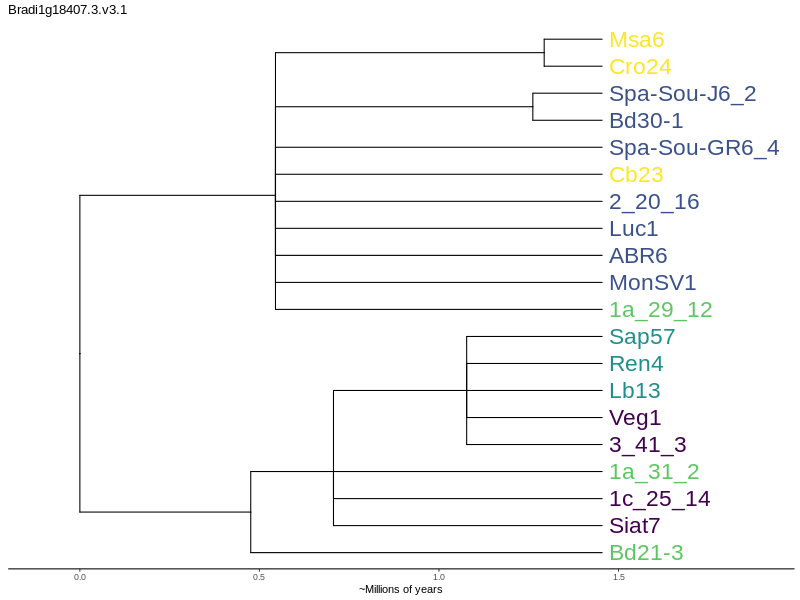 Bradi1g18407.3.v3.1
Msa6
Cro24
Spa-Sou-J6_2
Bd30-1
Spa-Sou-GR6_4
Cb23
2_20_16
Luc1
ABR6
MonSV1
1a_29_12
Sap57
Ren4
Lb13
Veg1
3_41_3
1a_31_2
1c_25_14
Siat7
Bd21-3
0.0 0.5 1.0 1.5
~Millions of years